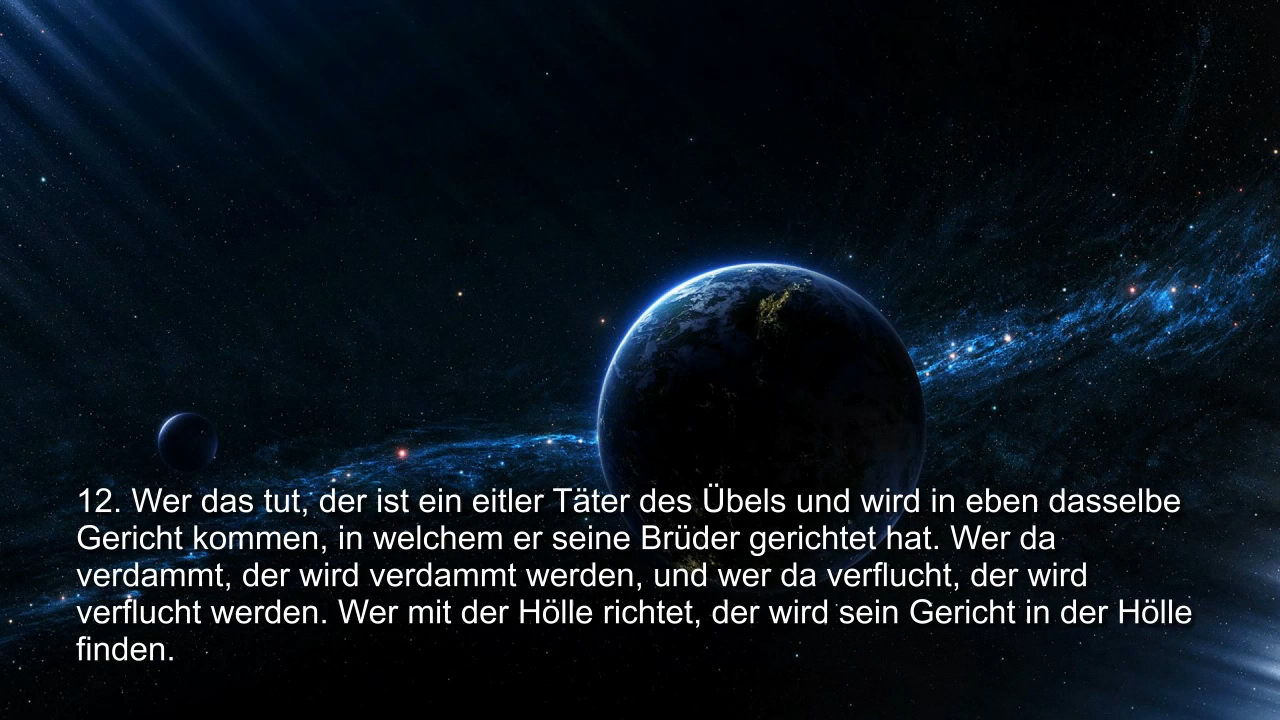 12. Wer das tut, der ist ein eitler Täter des Übels und wird in eben dasselbe
Gericht kommen, in welchem er seine Brüder gerichtet hat. Wer da
verdammt, der wird verdammt werden, und wer da verflucht, der wird
verflucht werden. Wer mit der Hölle richtet, der wird sein Gericht in der Hölle
finden.